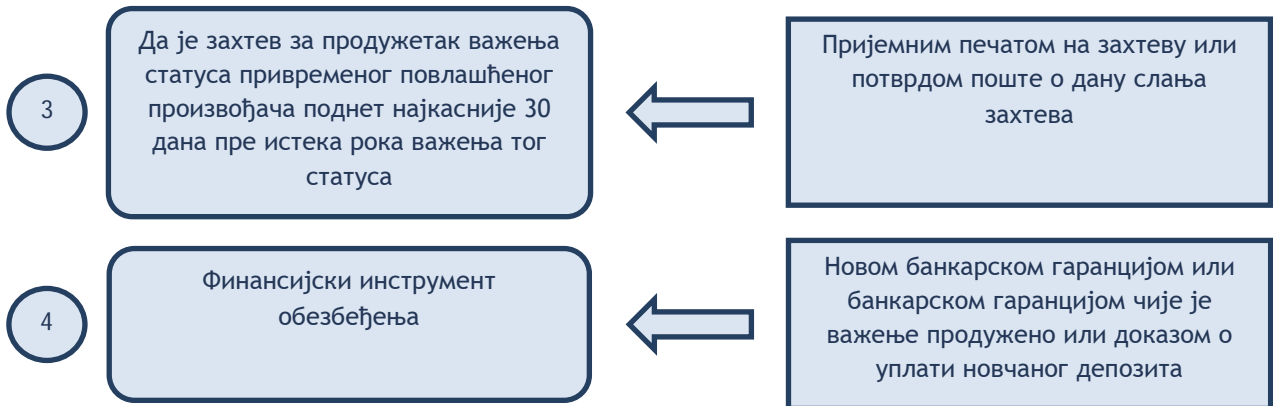 3
Да је захтев за продужетак важења
статуса привременог повлашћеног
произвођача поднет најкасније 30
дана пре истека рока важења тог
статуса
Пријемним печатом на захтеву или
потврдом поште о дану слања
захтева
4
Финансијски инструмент
обезбеђења
Новом банкарском гаранцијом или
банкарском гаранцијом чије је
важење продужено или доказом о
уплати новчаног депозита